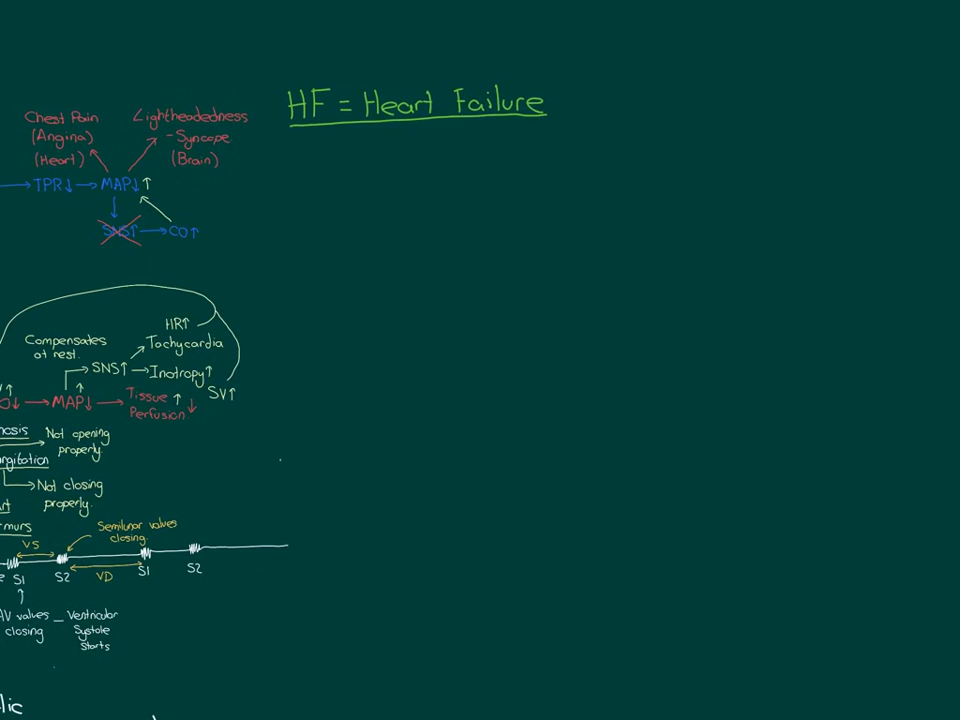 HF = Heart Failure
Chest Pain
(Angina)
(Heart)
Lightheadedness
- Syncope
(Brain)
→ TPR↓ → MAP↓ ↑
SNS↑ → CO↑
Compensates
at rest.
SNS↑
HR↑
Tachycardia
Inotropy↑
SV↑
↓ → MAP↓ → Tissue ↑
Perfusion ↓
Not opening
properly.
Not closing
properly.
Semilunar valves
closing.
VS
VD
S1 S2 S1 S2
AV valves
closing
– Ventricular
Systole
Starts